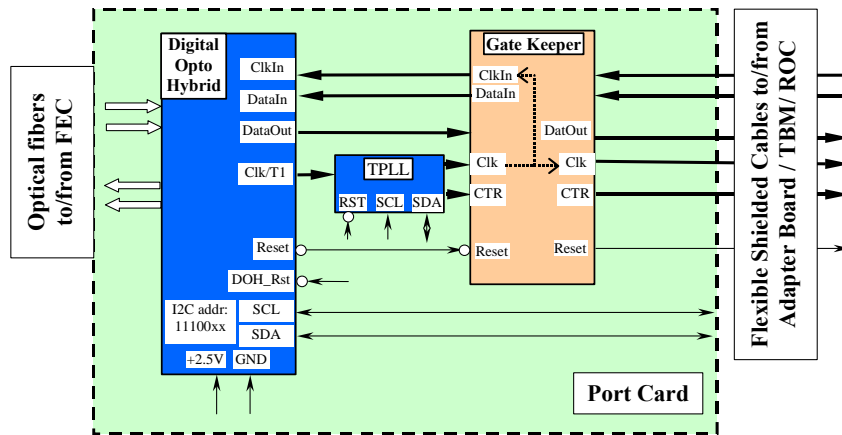 Optical fibers
to/from FEC
Digital
Opto
Hybrid
ClkIn
DataIn
DataOut
Clk/T1
Reset
DOH_Rst
I2C addr:
11100xx
SCL
SDA
+2.5V
GND
TPLL
RST
SCL
SDA
Gate Keeper
ClkIn
DataIn
DatOut
Clk
Clk
CTR
CTR
Reset
Reset
Port Card
Flexible Shielded Cables to/from
Adapter Board / TBM/ ROC